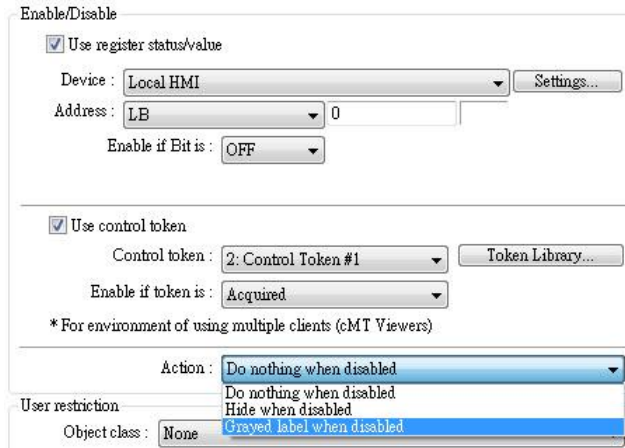 Enable/Disable
Use register status/value
Device : Local HMI Settings...
Address : LB 0
Enable if Bit is : OFF
Use control token
Control token : 2: Control Token #1 Token Library...
Enable if token is : Acquired
* For environment of using multiple clients (cMT Viewers)
Action : Do nothing when disabled
Do nothing when disabled
Hide when disabled
Grayed label when disabled
User restriction
Object class : None